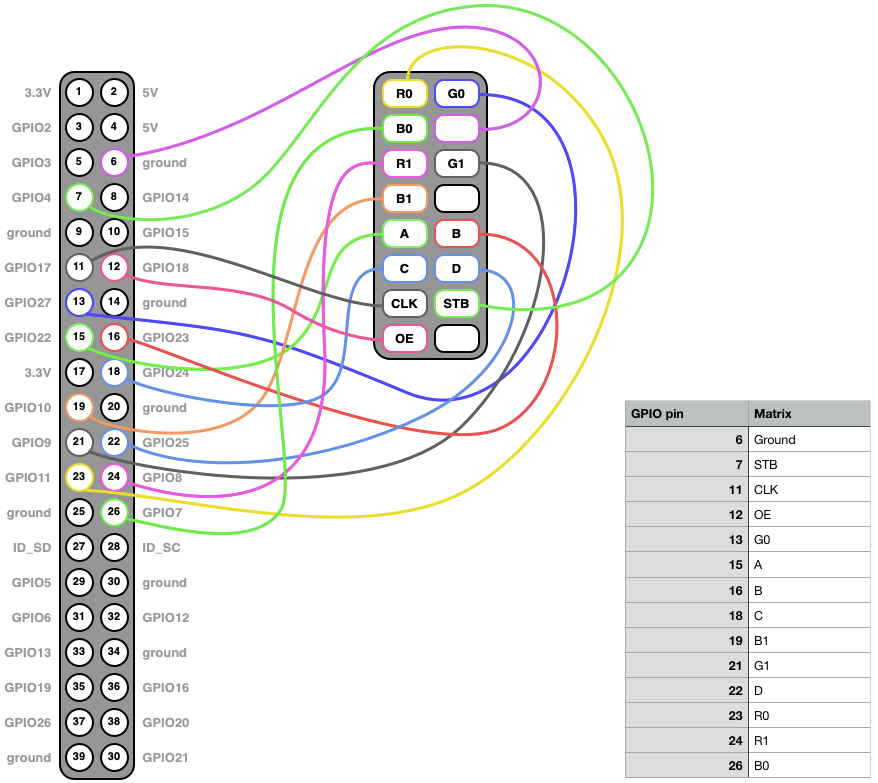 3.3V 1 2 5V
GPIO2 3 4 5V
GPIO3 5 6 ground
GPIO4 7 8 GPIO14
ground 9 10 GPIO15
GPIO17 11 12 GPIO18
GPIO27 13 14 ground
GPIO22 15 16 GPIO23
3.3V 17 18 GPIO24
GPIO10 19 20 ground
GPIO9 21 22 GPIO25
GPIO11 23 24 GPIO8
ground 25 26 GPIO7
ID_SD 27 28 ID_SC
GPIO5 29 30 ground
GPIO6 31 32 GPIO12
GPIO13 33 34 ground
GPIO19 35 36 GPIO16
GPIO26 37 38 GPIO20
ground 39 30 GPIO21
R0 G0
B0
R1 G1
B1
A B
C D
CLK STB
OE
GPIO pin Matrix
6 Ground
7 STB
11 CLK
12 OE
13 G0
15 A
16 B
18 C
19 B1
21 G1
22 D
23 R0
24 R1
26 B0